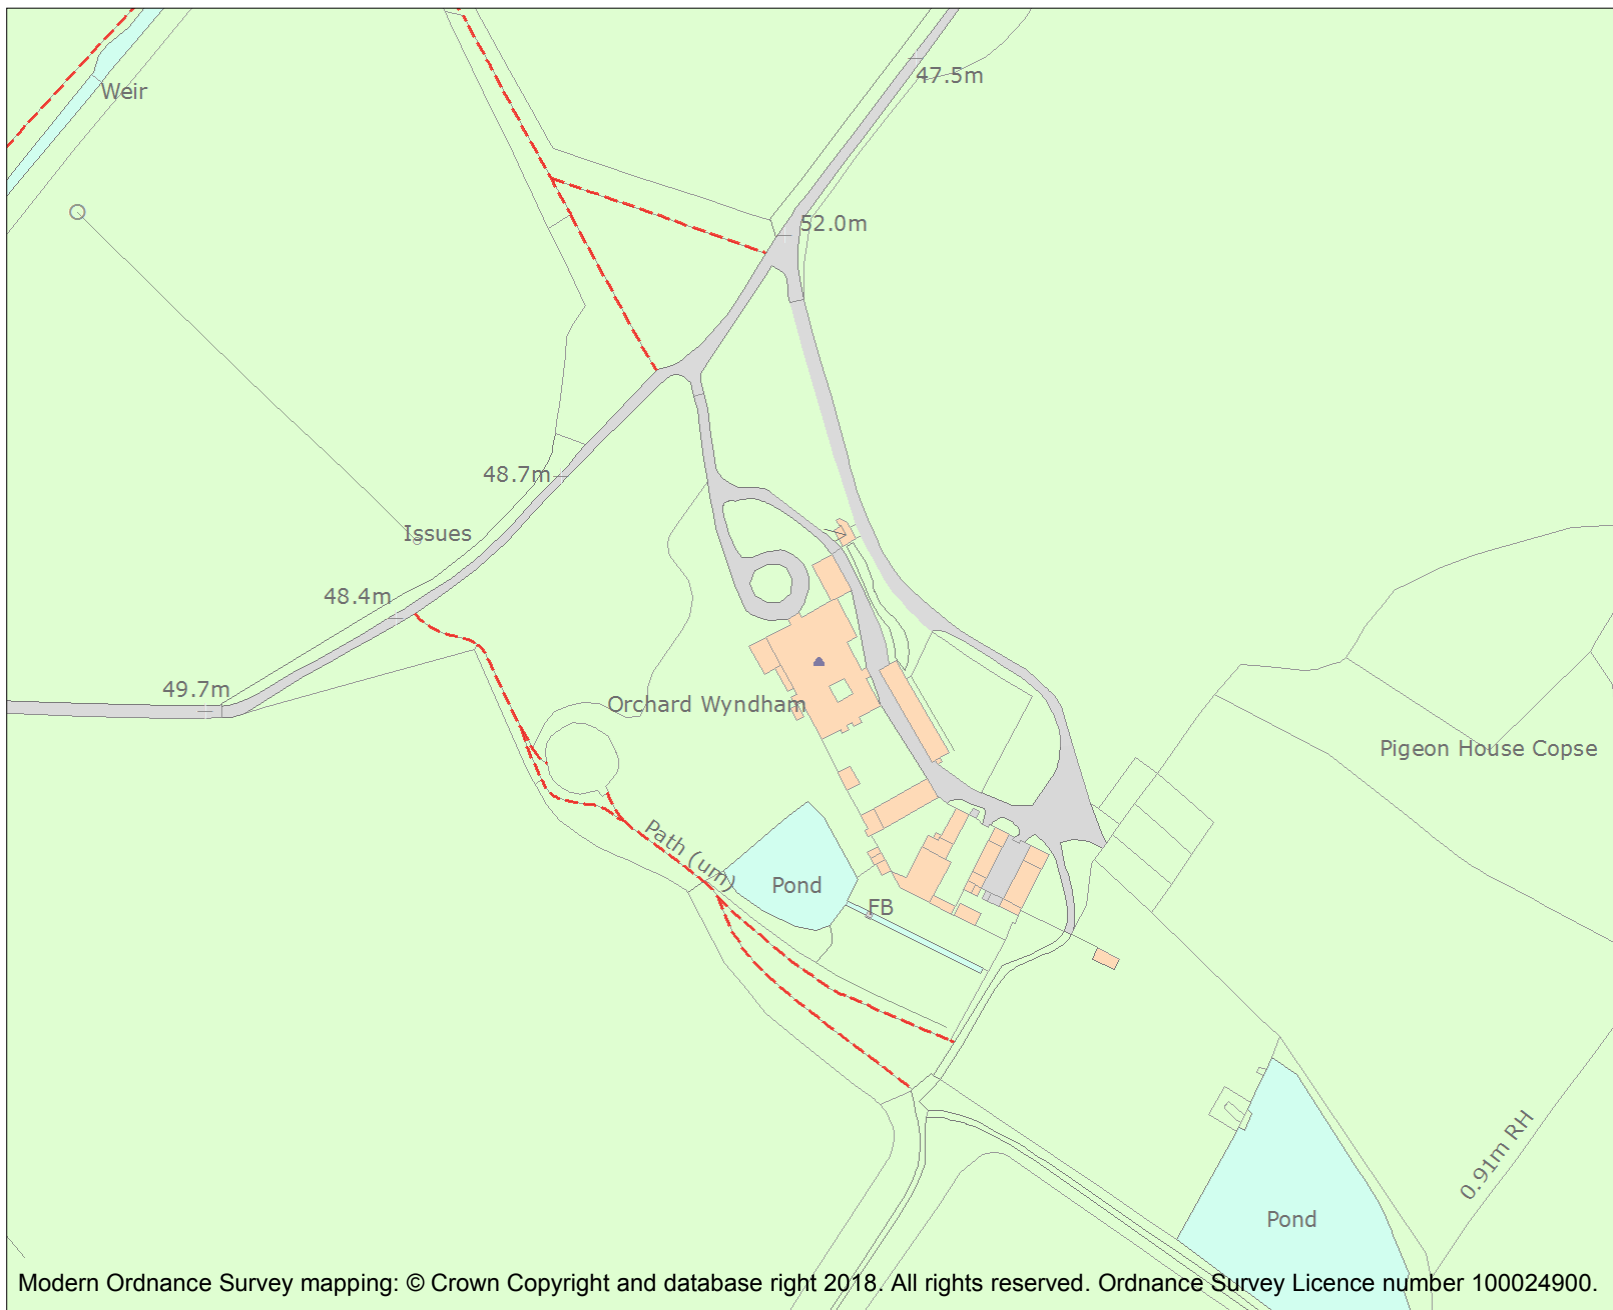 47.5m
Weir
52.0m
48.7m
Issues
48.4m
49.7m
Orchard Wyndham
Pigeon House Copse
Path (um)
Pond
FB
0.91m RH
Pond
Modern Ordnance Survey mapping: © Crown Copyright and database right 2018. All rights reserved. Ordnance Survey Licence number 100024900.